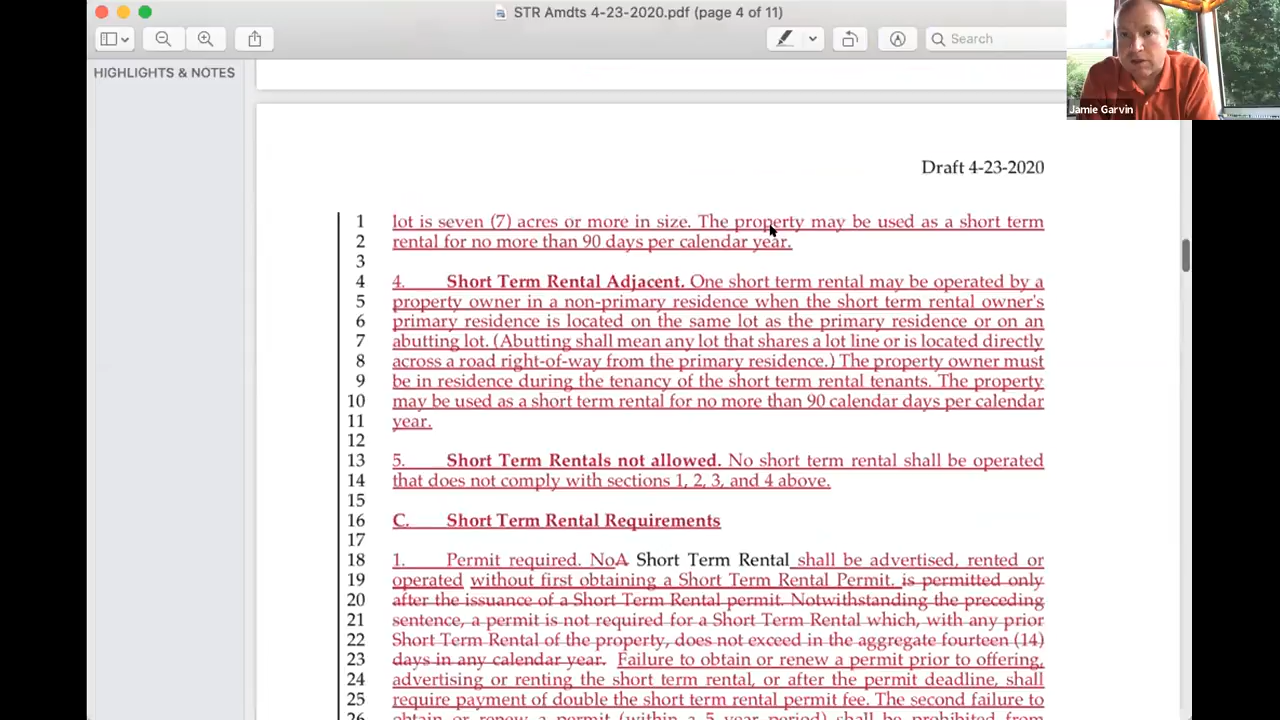 STR Amdts 4-23-2020.pdf (page 4 of 11)
Search
HIGHLIGHTS & NOTES
Jamie Garvin
Draft 4-23-2020
1 lot is seven (7) acres or more in size. The property may be used as a short term
2 rental for no more than 90 days per calendar year.
3
4 4. Short Term Rental Adjacent. One short term rental may be operated by a
5 property owner in a non-primary residence when the short term rental owner's
6 primary residence is located on the same lot as the primary residence or on an
7 abutting lot. (Abutting shall mean any lot that shares a lot line or is located directly
8 across a road right-of-way from the primary residence.) The property owner must
9 be in residence during the tenancy of the short term rental tenants. The property
10 may be used as a short term rental for no more than 90 calendar days per calendar
11 year.
12
13 5. Short Term Rentals not allowed. No short term rental shall be operated
14 that does not comply with sections 1, 2, 3, and 4 above.
15
16 C. Short Term Rental Requirements
17
18 1. Permit required. NoA Short Term Rental shall be advertised, rented or
19 operated without first obtaining a Short Term Rental Permit. is permitted only
20 after the issuance of a Short Term Rental permit. Notwithstanding the preceding
21 sentence, a permit is not required for a Short Term Rental which, with any prior
22 Short Term Rental of the property, does not exceed in the aggregate fourteen (14)
23 days in any calendar year. Failure to obtain or renew a permit prior to offering,
24 advertising or renting the short term rental, or after the permit deadline, shall
25 require payment of double the short term rental permit fee. The second failure to
26 obtain or renew a permit (within a 5 year period) shall be prohibited from